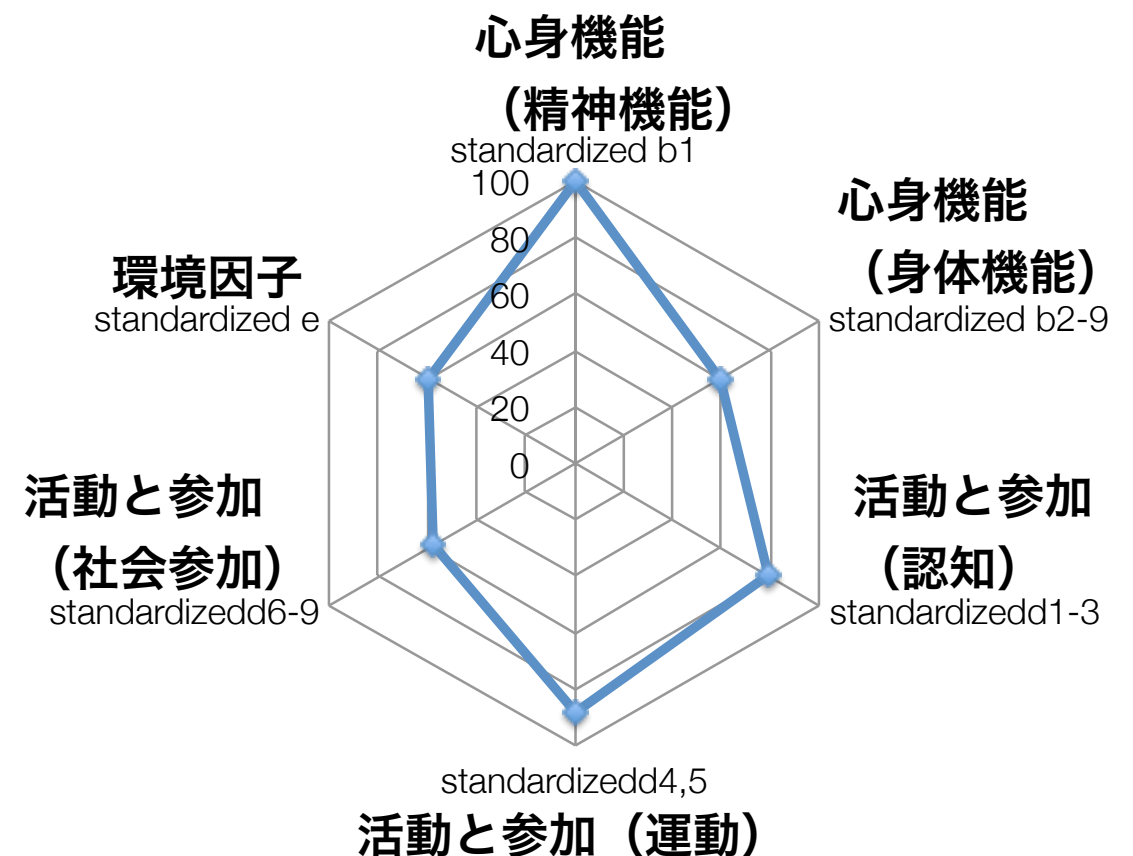 心身機能
（精神機能）
standardized b1
100
80
60
40
20
0
心身機能
（身体機能）
standardized b2-9
活動と参加
（認知）
standardizedd1-3
standardizedd4,5
活動と参加（運動）
活動と参加
（社会参加）
standardizedd6-9
環境因子
standardized e